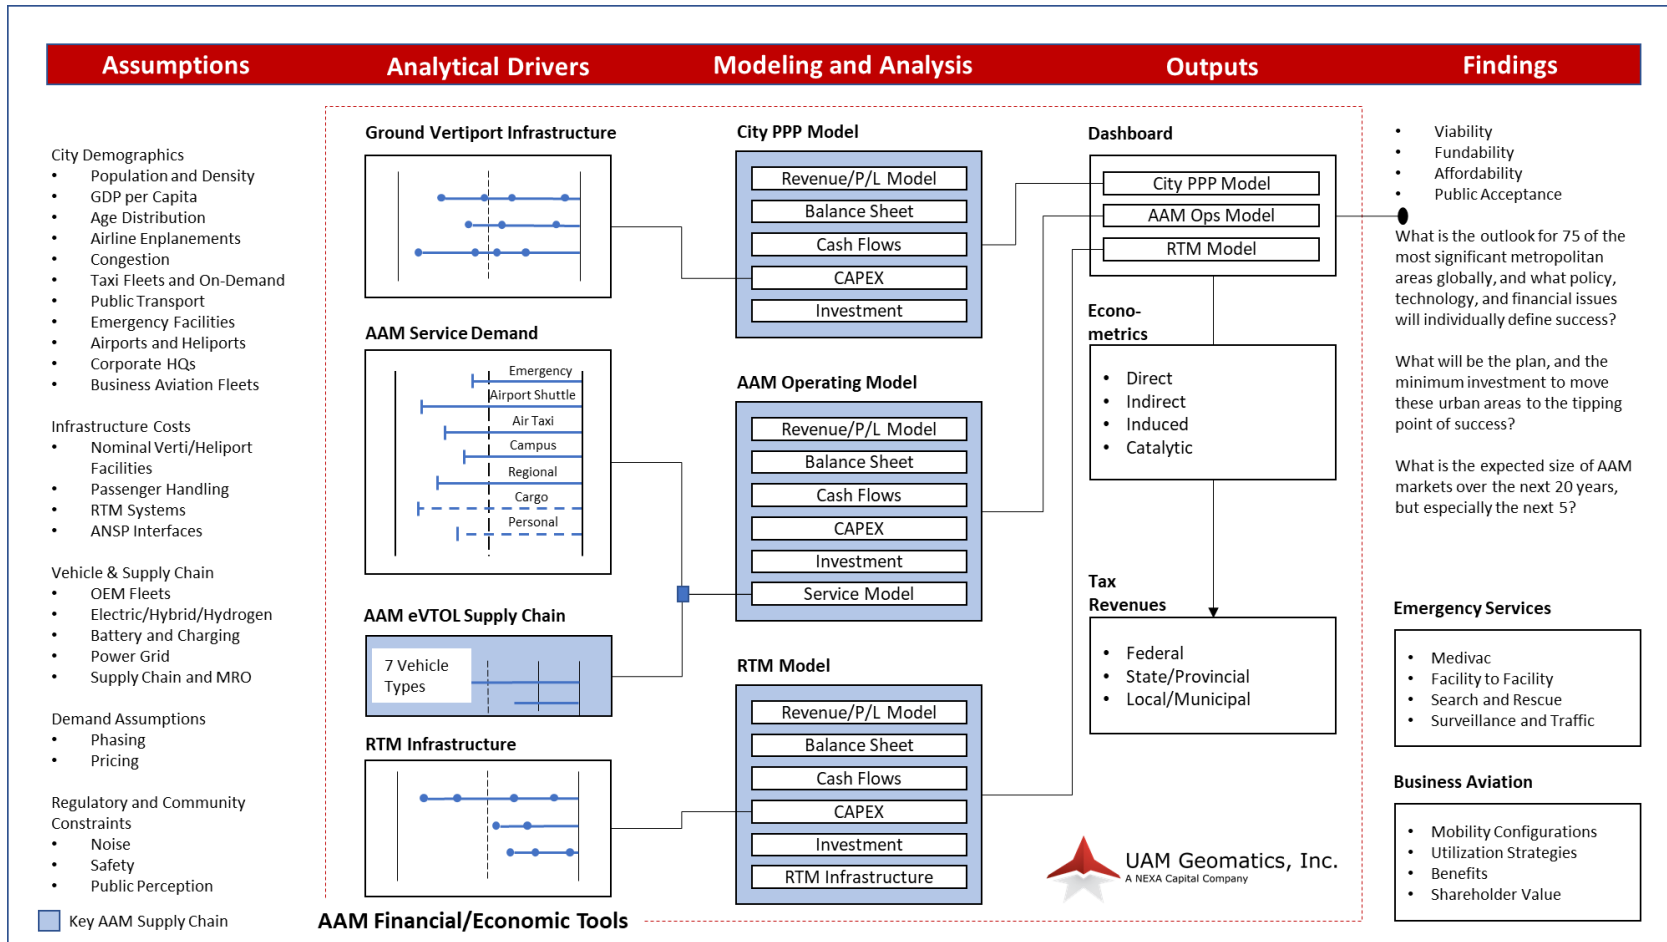 Assumptions
Analytical Drivers
Modeling and Analysis
Outputs
Findings
City Demographics
• Population and Density
• GDP per Capita
• Age Distribution
• Airline Enplanements
• Congestion
• Taxi Fleets and On-Demand
• Public Transport
• Emergency Facilities
• Airports and Heliports
• Corporate HQs
• Business Aviation Fleets
Infrastructure Costs
• Nominal Verti/Heliport
Facilities
• Passenger Handling
• RTM Systems
• ANSP Interfaces
Vehicle & Supply Chain
• OEM Fleets
• Electric/Hybrid/Hydrogen
• Battery and Charging
• Power Grid
• Supply Chain and MRO
Demand Assumptions
• Phasing
• Pricing
Regulatory and Community
Constraints
• Noise
• Safety
• Public Perception
Key AAM Supply Chain
Ground Vertiport Infrastructure
AAM Service Demand
Emergency
Airport Shuttle
Air Taxi
Campus
Regional
Cargo
Personal
AAM eVTOL Supply Chain
7 Vehicle
Types
RTM Infrastructure
AAM Financial/Economic Tools
City PPP Model
Revenue/P/L Model
Balance Sheet
Cash Flows
CAPEX
Investment
AAM Operating Model
Revenue/P/L Model
Balance Sheet
Cash Flows
CAPEX
Investment
Service Model
RTM Model
Revenue/P/L Model
Balance Sheet
Cash Flows
CAPEX
Investment
RTM Infrastructure
Dashboard
City PPP Model
AAM Ops Model
RTM Model
Econo-
metrics
• Direct
• Indirect
• Induced
• Catalytic
Tax
Revenues
• Federal
• State/Provincial
• Local/Municipal
UAM Geomatics, Inc.
A NEXA Capital Company
• Viability
• Fundability
• Affordability
• Public Acceptance
What is the outlook for 75 of the
most significant metropolitan
areas globally, and what policy,
technology, and financial issues
will individually define success?
What will be the plan, and the
minimum investment to move
these urban areas to the tipping
point of success?
What is the expected size of AAM
markets over the next 20 years,
but especially the next 5?
Emergency Services
• Medivac
• Facility to Facility
• Search and Rescue
• Surveillance and Traffic
Business Aviation
• Mobility Configurations
• Utilization Strategies
• Benefits
• Shareholder Value